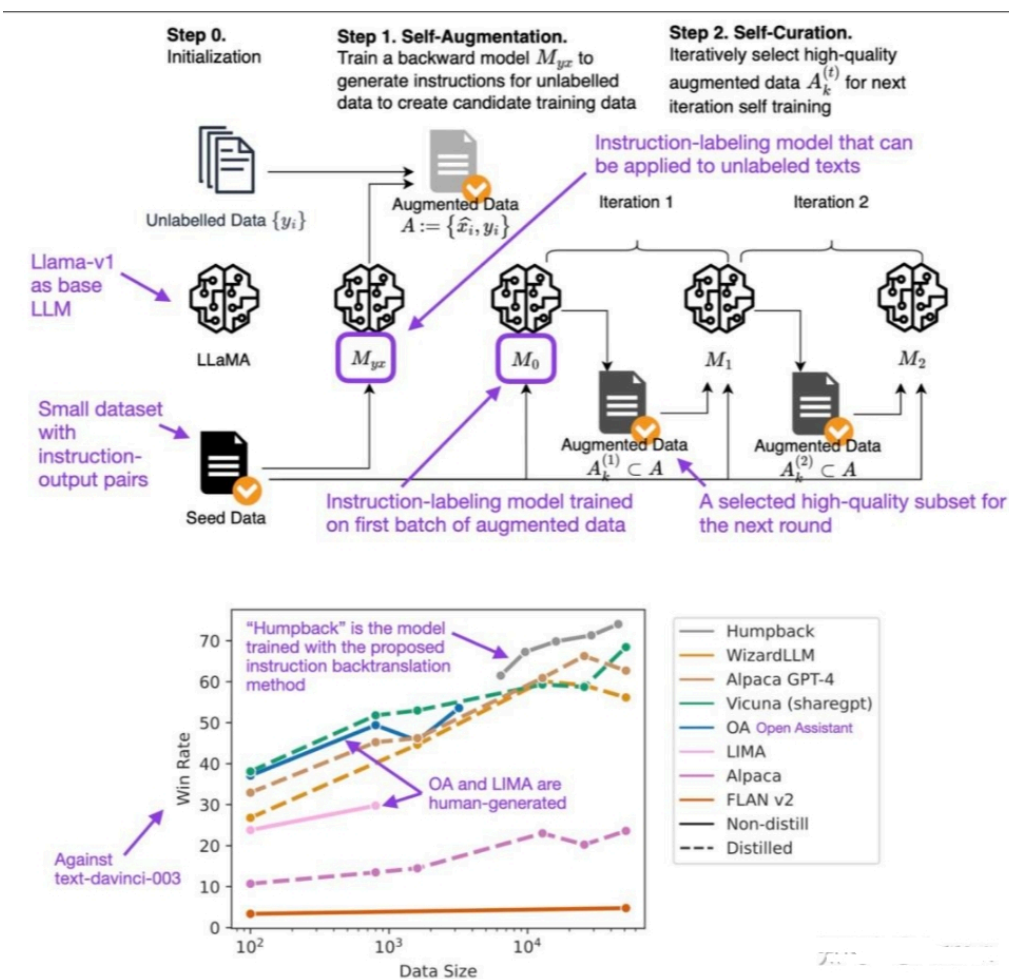 Step 0.
Initialization
Step 1. Self-Augmentation.
Train a backward model M_{yx} to
generate instructions for unlabelled
data to create candidate training data
Step 2. Self-Curation.
Iteratively select high-quality
augmented data A_k^{(t)} for next
iteration self training
Instruction-labeling model that can
be applied to unlabeled texts
Unlabelled Data {y_i}
Augmented Data
A := {x̂_i, y_i}
Iteration 1
Iteration 2
Llama-v1
as base
LLM
LLaMA
M_{yx}
M_0
M_1
M_2
Small dataset
with
instruction-
output pairs
Seed Data
Augmented Data
A_k^{(1)} ⊂ A
Augmented Data
A_k^{(2)} ⊂ A
Instruction-labeling model trained
on first batch of augmented data
A selected high-quality subset for
the next round
"Humpback" is the model
trained with the proposed
instruction backtranslation
method
OA and LIMA are
human-generated
Against
text-davinci-003
Win Rate
70
60
50
40
30
20
10
0
10^2
10^3
10^4
Data Size
Humpback
WizardLLM
Alpaca GPT-4
Vicuna (sharegpt)
OA Open Assistant
LIMA
Alpaca
FLAN v2
Non-distill
Distilled